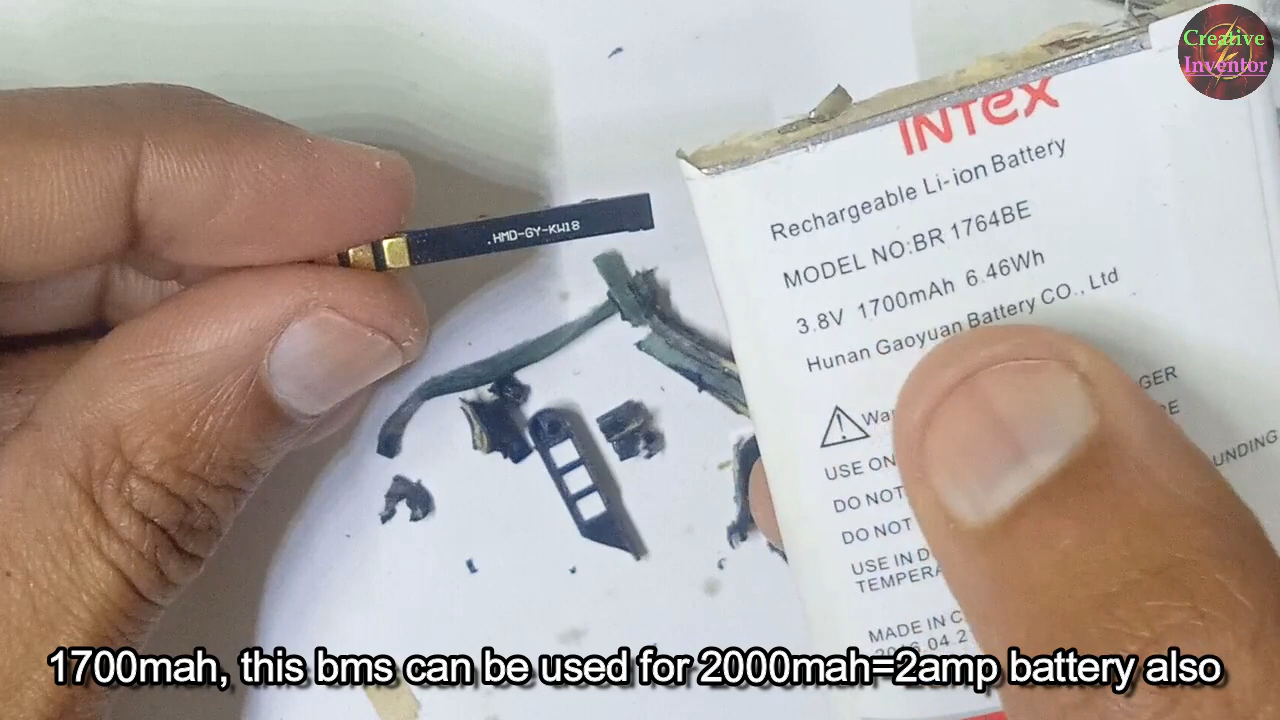 Creative
Inventor
INTEX
Rechargeable Li-ion Battery
MODEL NO:BR 1764BE
3.8V 1700mAh 6.46Wh
Hunan Gaoyuan Battery CO., Ltd
.HMD-GY-KW18
GER
USE ON
DO NOT
DO NOT
UNDING
USE IN D
TEMPERA
MADE IN C
1700mah, this bms can be used for 2000mah=2amp battery also